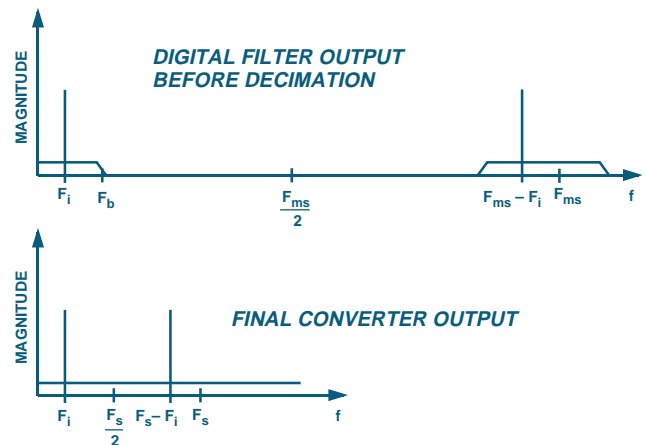 DIGITAL FILTER OUTPUT
BEFORE DECIMATION
MAGNITUDE
Fi
Fb
Fms
2
Fms – Fi
Fms
f
FINAL CONVERTER OUTPUT
MAGNITUDE
Fi
Fs
2
Fs– Fi
Fs
f